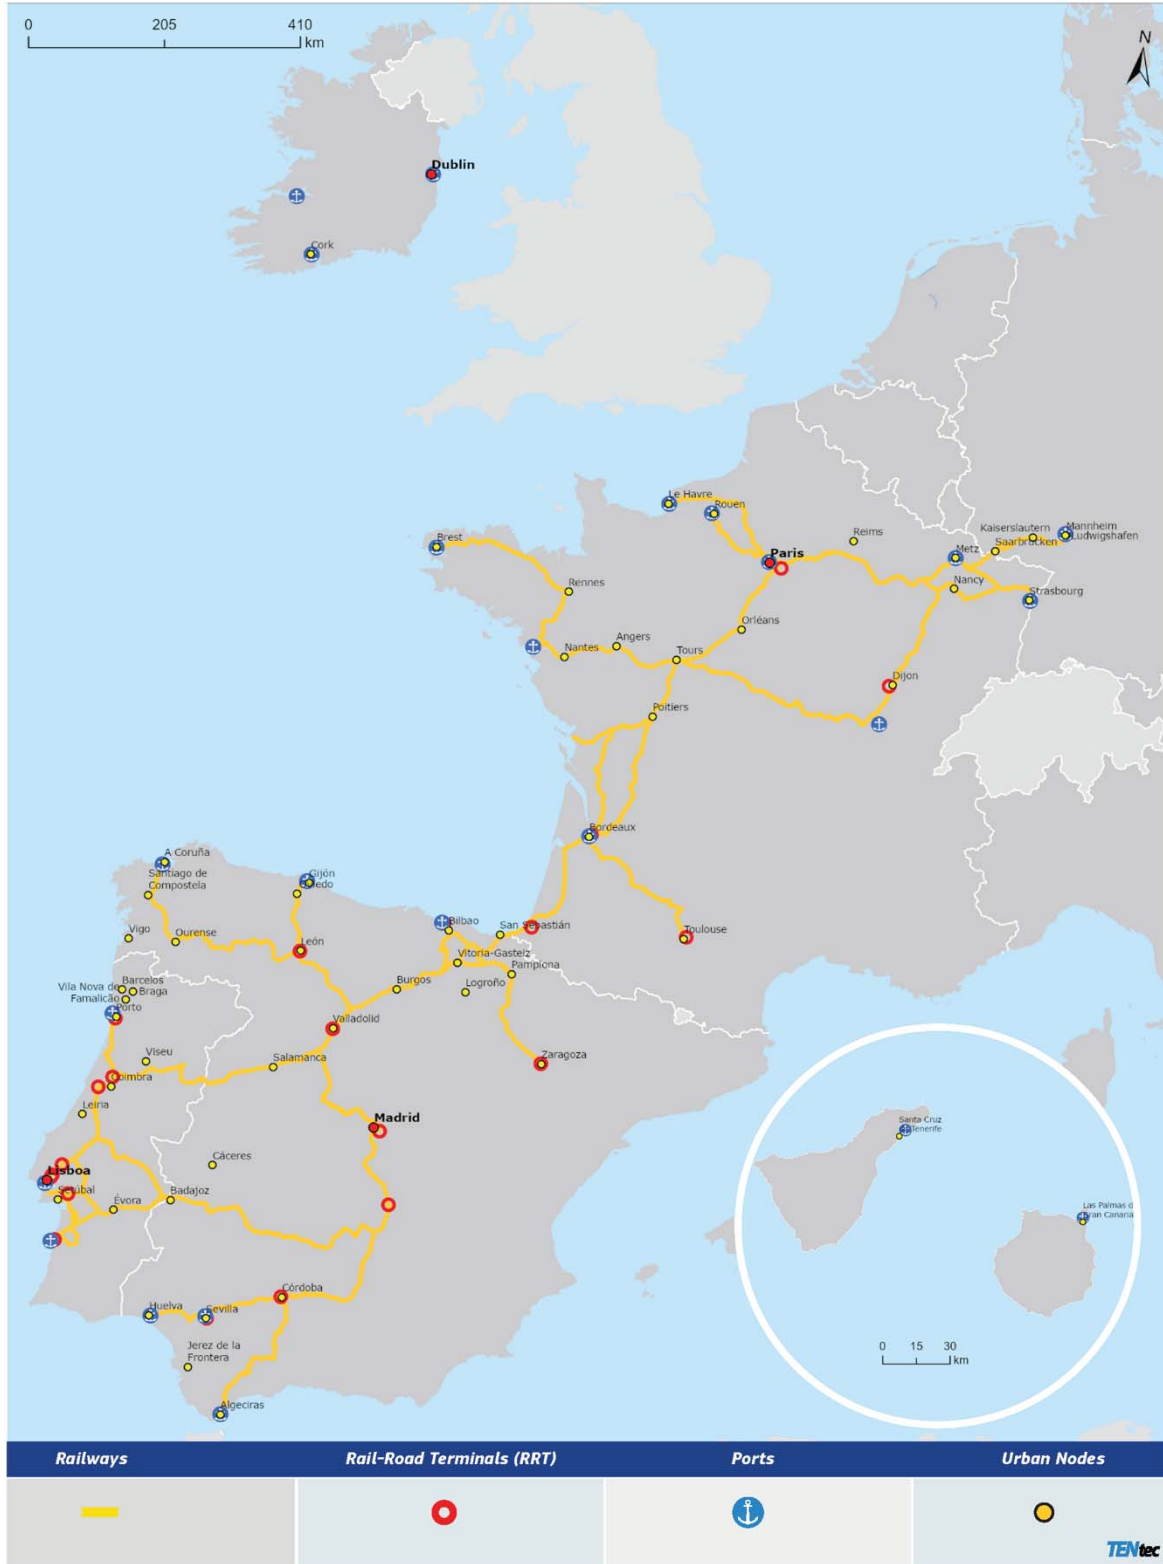 0 205 410
km
N
Dublin
Cork
Le Havre
Rouen
Brest
Reims
Kaiserslautern
Mannheim
Ludwigshafen
Saarbrücken
Metz
Paris
Nancy
Strasbourg
Rennes
Orléans
Angers
Nantes
Tours
Dijon
Poitiers
Bordeaux
Toulouse
A Coruña
Santiago de
Compostela
Gijón
Vigo
Ourense
León
Bilbao
San Sebastián
Vitoria-Gasteiz
Pamplona
Logroño
Burgos
Barcelos
Vila Nova de
Famalicão
Braga
Porto
Valladolid
Viseu
Salamanca
Zaragoza
Coimbra
Leiria
Madrid
Cáceres
Lisboa
Setúbal
Évora
Badajoz
Córdoba
Huelva
Sevilla
Jerez de la
Frontera
Algeciras
Santa Cruz
Tenerife
Las Palmas d
Gran Canaria
0 15 30
km
Railways Rail-Road Terminals (RRT) Ports Urban Nodes
TENtec